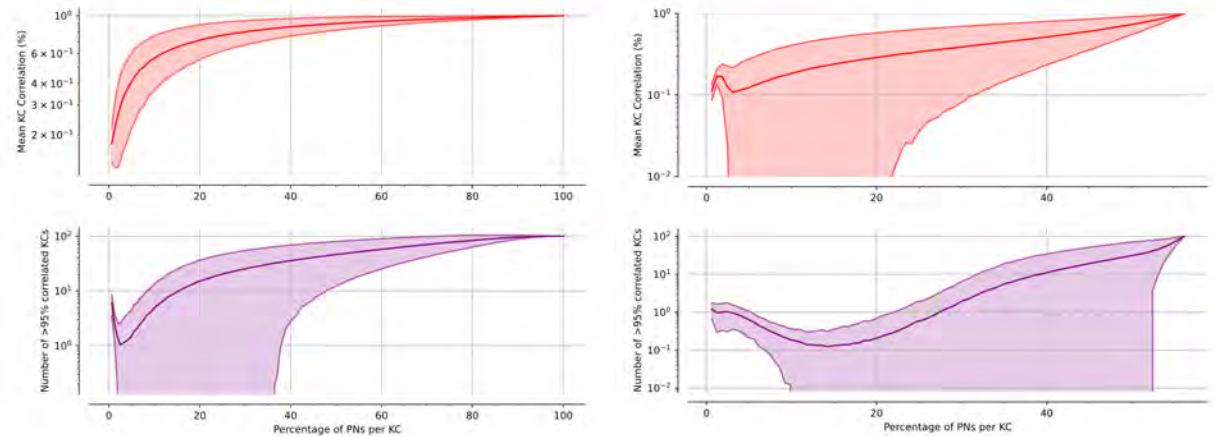 Mean KC Correlation (%)
10⁰
6 × 10⁻¹
4 × 10⁻¹
3 × 10⁻¹
2 × 10⁻¹
0 20 40 60 80 100
Number of >95% correlated KCs
10²
10¹
10⁰
0 20 40 60 80 100
Percentage of PNs per KC
Mean KC Correlation (%)
10⁰
10⁻¹
10⁻²
0 20 40
Number of >95% correlated KCs
10²
10¹
10⁰
10⁻¹
10⁻²
0 20 40
Percentage of PNs per KC